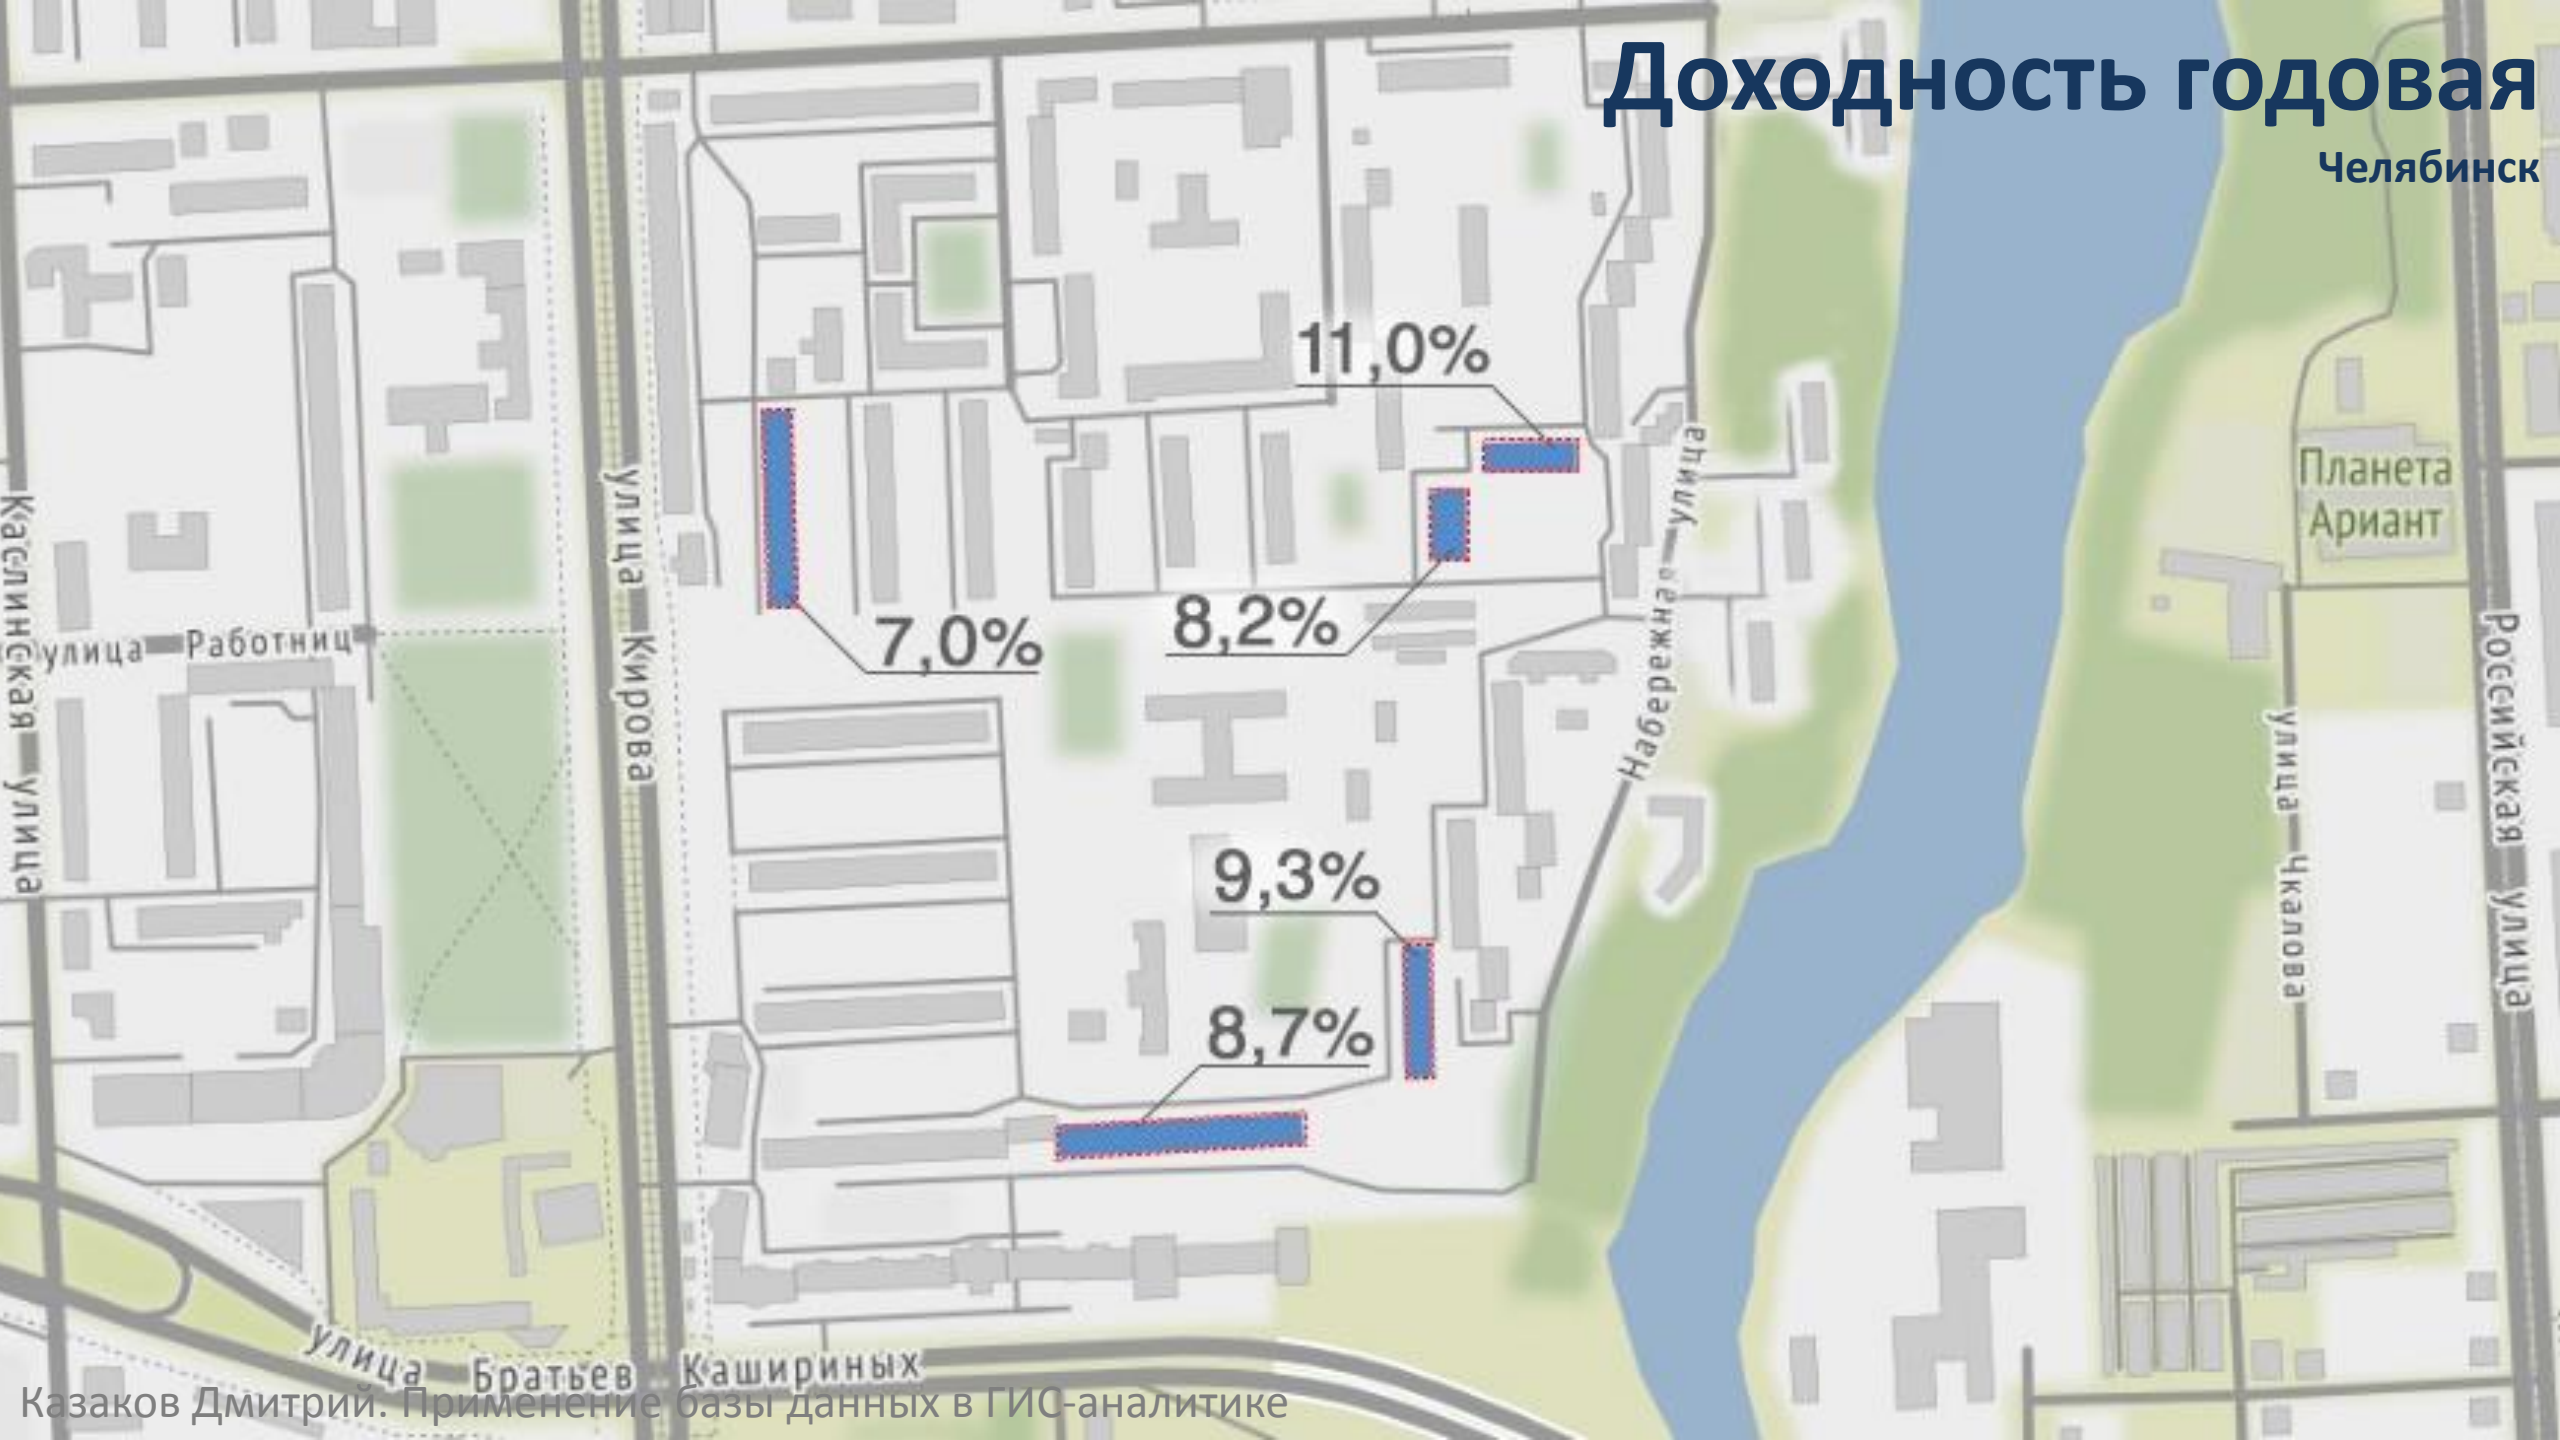 Доходность годовая
Челябинск
11,0%
8,2%
7,0%
9,3%
8,7%
Планета
Ариант
Каслинская улица
улица Работниц
улица Кирова
Набережная улица
улица Чкалова
Российская улица
улица Братьев Кашириных
Казаков Дмитрий. Применение базы данных в ГИС-аналитике